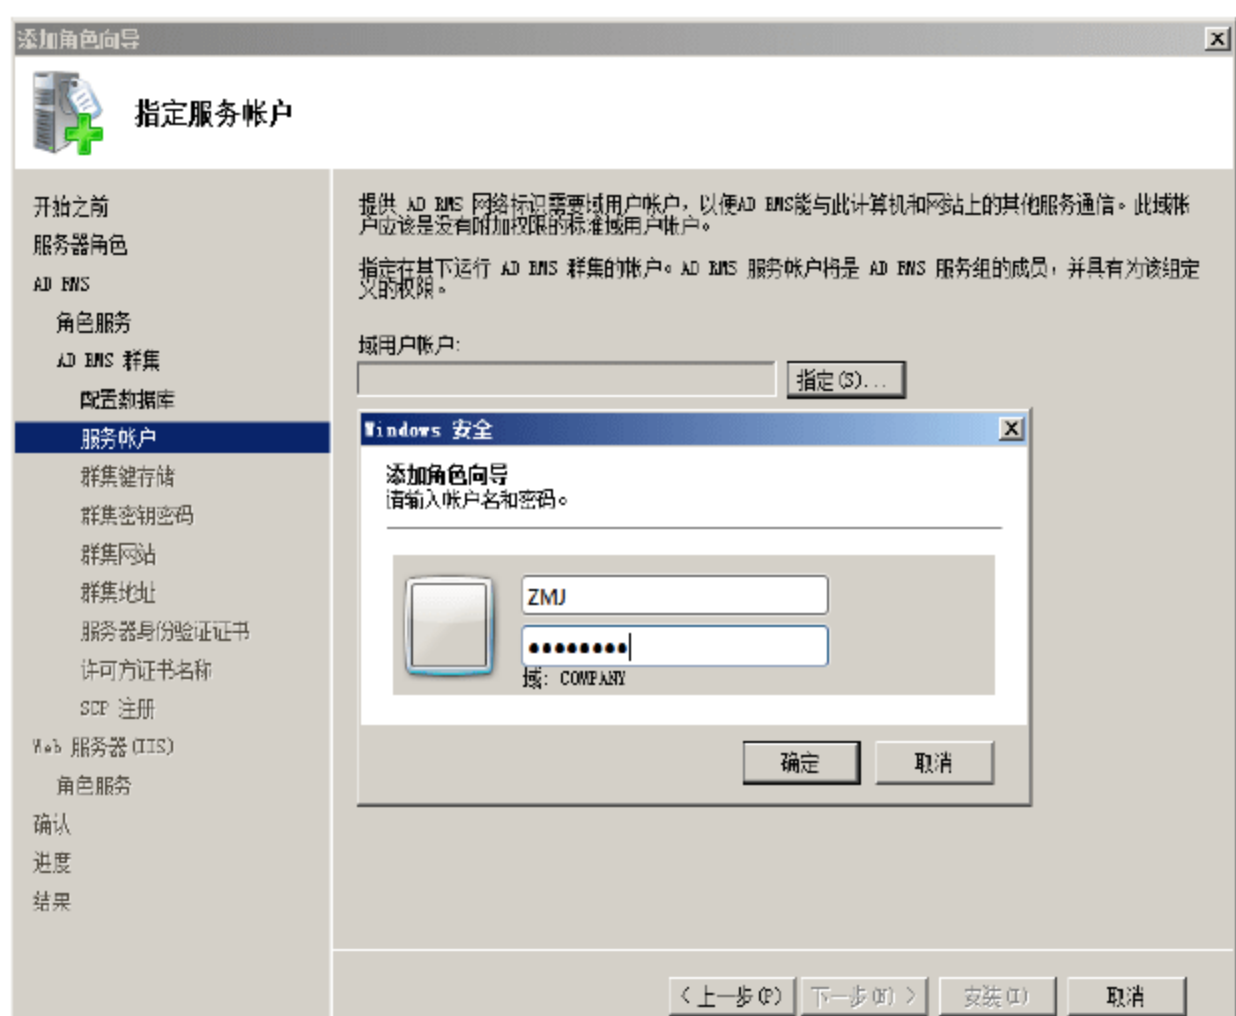 添加角色向导
指定服务帐户
开始之前
服务器角色
AD RMS
角色服务
AD RMS 群集
配置数据库
服务帐户
群集键存储
群集密钥密码
群集网站
群集地址
服务器身份验证证书
许可方证书名称
SCP 注册
Web 服务器(IIS)
角色服务
确认
进度
结果
提供 AD RMS 网络标识需要域用户帐户，以便AD RMS能与此计算机和网站上的其他服务通信。此域帐
户应该是没有附加权限的标准域用户帐户。
指定在其下运行 AD RMS 群集的帐户。AD RMS 服务帐户将是 AD RMS 服务组的成员，并具有为该组定
义的权限。
域用户帐户:
指定(S)...
Windows 安全
添加角色向导
请输入帐户名和密码。
ZMJ
●●●●●●●●
域: COMPANY
确定
取消
< 上一步(P)
下一步(N) >
安装(I)
取消